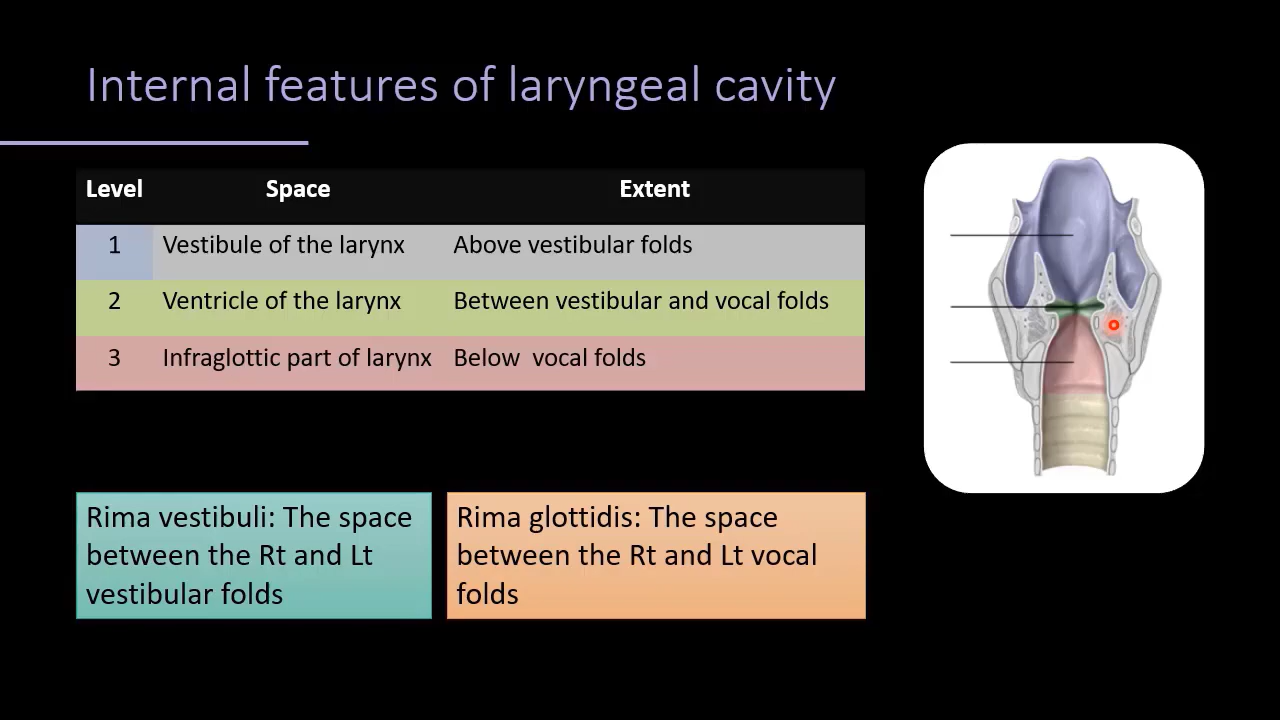 Internal features of laryngeal cavity
Level Space Extent
1 Vestibule of the larynx Above vestibular folds
2 Ventricle of the larynx Between vestibular and vocal folds
3 Infraglottic part of larynx Below  vocal folds
Rima vestibuli: The space
between the Rt and Lt
vestibular folds
Rima glottidis: The space
between the Rt and Lt vocal
folds